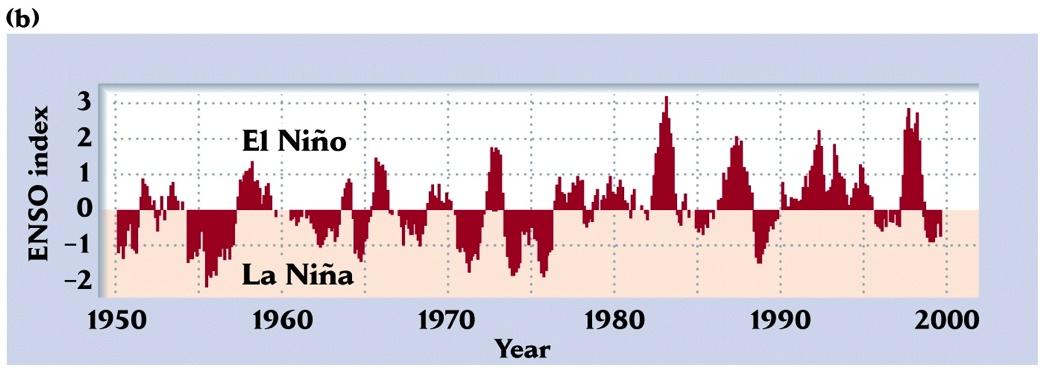 (b)
ENSO index
3
2
1
0
–1
–2
El Niño
La Niña
1950 1960 1970 1980 1990 2000
Year